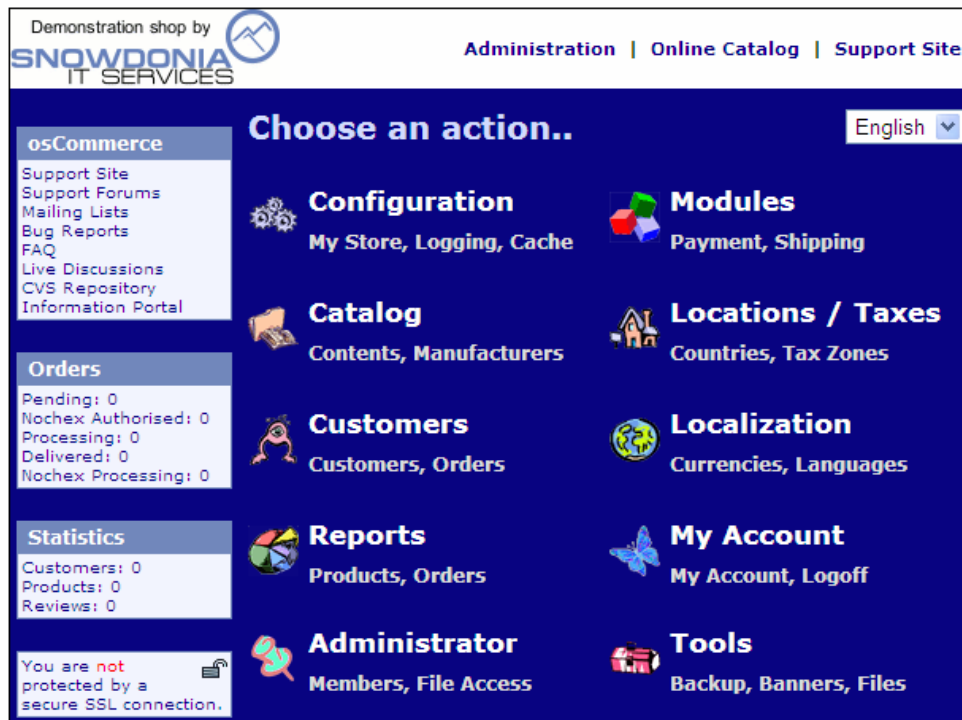 Demonstration shop by
SNOWDONIA
IT SERVICES
Administration | Online Catalog | Support Site
osCommerce
Support Site
Support Forums
Mailing Lists
Bug Reports
FAQ
Live Discussions
CVS Repository
Information Portal
Orders
Pending: 0
Nochex Authorised: 0
Processing: 0
Delivered: 0
Nochex Processing: 0
Statistics
Customers: 0
Products: 0
Reviews: 0
You are not
protected by a
secure SSL connection.
Choose an action..
English
Configuration
My Store, Logging, Cache
Modules
Payment, Shipping
Catalog
Contents, Manufacturers
Locations / Taxes
Countries, Tax Zones
Customers
Customers, Orders
Localization
Currencies, Languages
Reports
Products, Orders
My Account
My Account, Logoff
Administrator
Members, File Access
Tools
Backup, Banners, Files